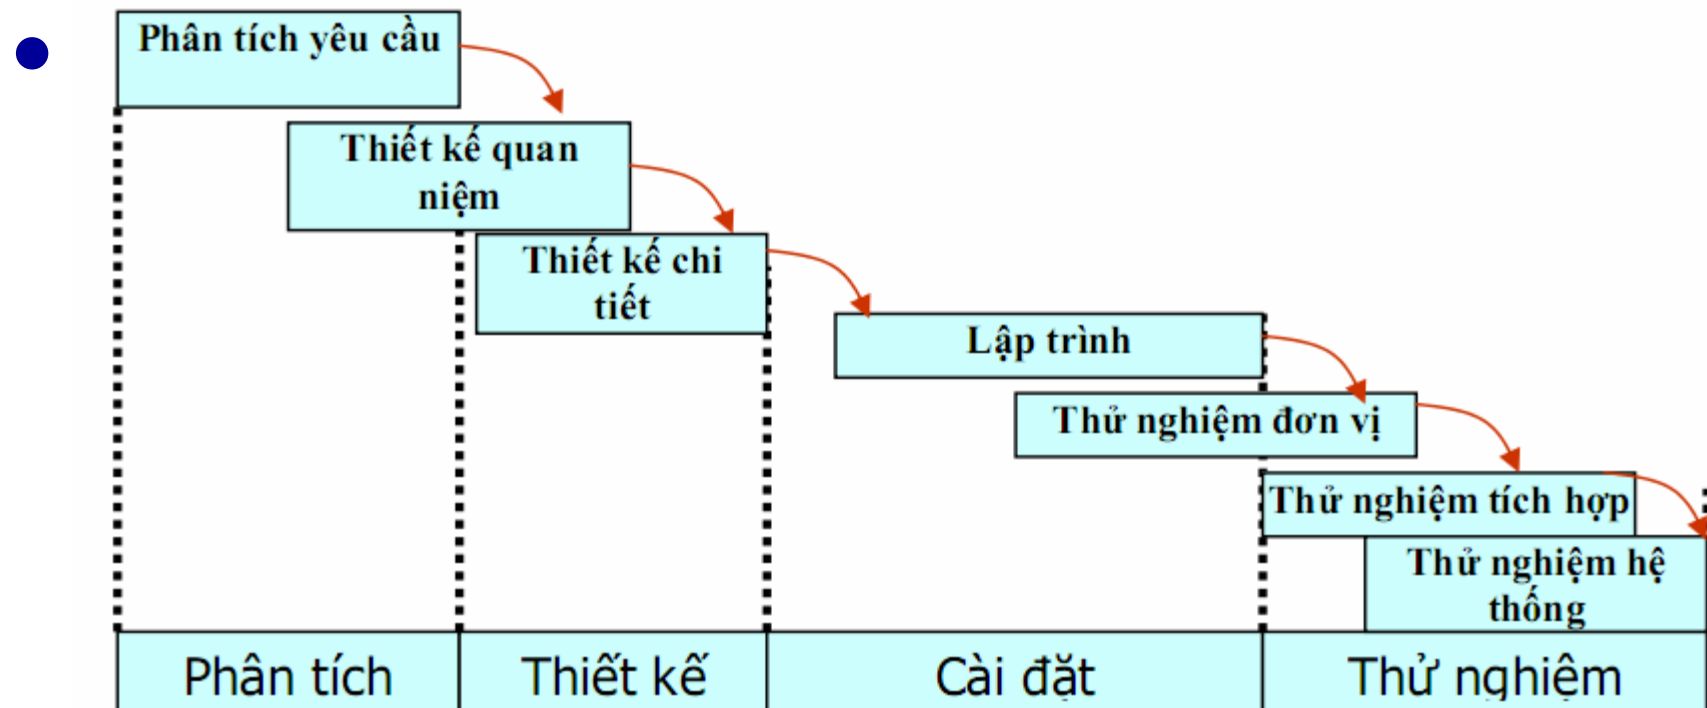 Phân tích yêu cầu
Thiết kế quan
niệm
Thiết kế chi
tiết
Lập trình
Thử nghiệm đơn vị
Thử nghiệm tích hợp
Thử nghiệm hệ
thống
Phân tích
Thiết kế
Cài đặt
Thử nghiệm